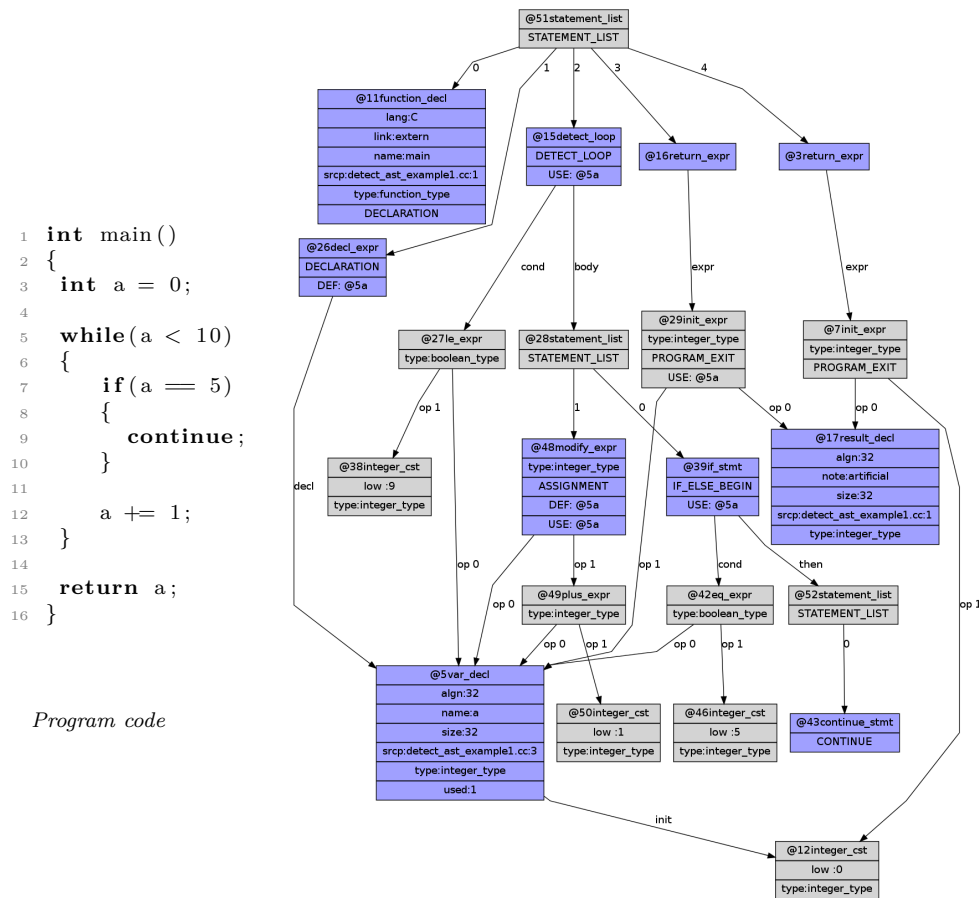 1 int main()
2 {
3 int a = 0;
4
5 while(a < 10)
6 {
7 if(a == 5)
8 {
9 continue;
10 }
11
12 a += 1;
13 }
14
15 return a;
16 }
Program code
@51statement_list
STATEMENT_LIST
0
1
2
3
4
@11function_decl
lang:C
link:extern
name:main
srcp:detect_ast_example1.cc:1
type:function_type
DECLARATION
@15detect_loop
DETECT_LOOP
USE: @5a
@16return_expr
@3return_expr
@26decl_expr
DECLARATION
DEF: @5a
cond
body
expr
expr
@27le_expr
type:boolean_type
@28statement_list
STATEMENT_LIST
@29init_expr
type:integer_type
PROGRAM_EXIT
USE: @5a
@7init_expr
type:integer_type
PROGRAM_EXIT
op 1
1
0
op 0
op 0
@38integer_cst
low :9
type:integer_type
@48modify_expr
type:integer_type
ASSIGNMENT
DEF: @5a
USE: @5a
@39if_stmt
IF_ELSE_BEGIN
USE: @5a
@17result_decl
algn:32
note:artificial
size:32
srcp:detect_ast_example1.cc:1
type:integer_type
decl
op 0
op 1
op 1
cond
then
op 0
op 1
@49plus_expr
type:integer_type
@42eq_expr
type:boolean_type
@52statement_list
STATEMENT_LIST
op 0
op 1
op 0
op 1
0
@5var_decl
algn:32
name:a
size:32
srcp:detect_ast_example1.cc:3
type:integer_type
used:1
@50integer_cst
low :1
type:integer_type
@46integer_cst
low :5
type:integer_type
@43continue_stmt
CONTINUE
init
@12integer_cst
low :0
type:integer_type